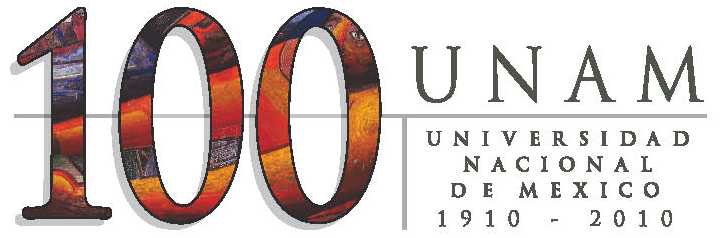 100
UNAM
UNIVERSIDAD
NACIONAL
DE MEXICO
1910 - 2010